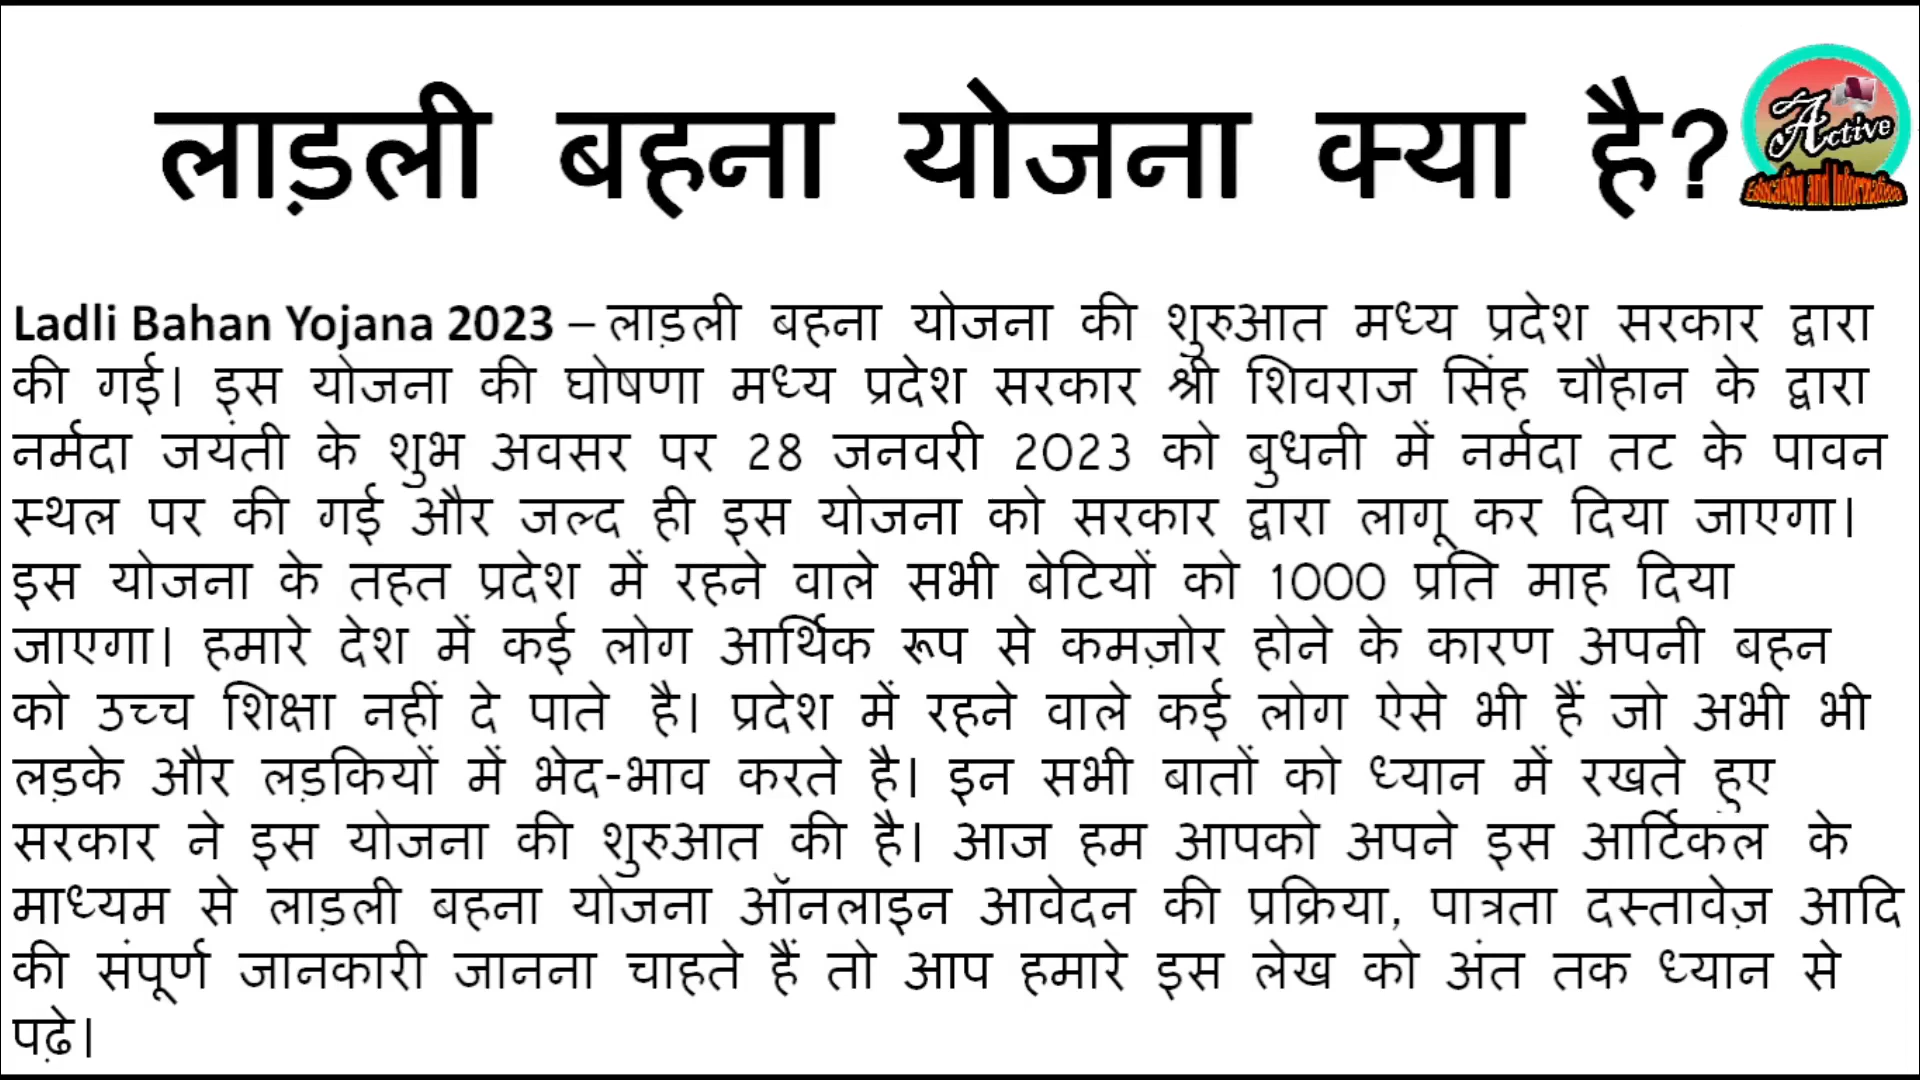 लाड़ली बहना योजना क्या है?
Active
Education and Information
Ladli Bahan Yojana 2023 – लाड़ली बहना योजना की शुरुआत मध्य प्रदेश सरकार द्वारा
की गई। इस योजना की घोषणा मध्य प्रदेश सरकार श्री शिवराज सिंह चौहान के द्वारा
नर्मदा जयंती के शुभ अवसर पर 28 जनवरी 2023 को बुधनी में नर्मदा तट के पावन
स्थल पर की गई और जल्द ही इस योजना को सरकार द्वारा लागू कर दिया जाएगा।
इस योजना के तहत प्रदेश में रहने वाले सभी बेटियों को 1000 प्रति माह दिया
जाएगा। हमारे देश में कई लोग आर्थिक रूप से कमज़ोर होने के कारण अपनी बहन
को उच्च शिक्षा नहीं दे पाते है। प्रदेश में रहने वाले कई लोग ऐसे भी हैं जो अभी भी
लड़के और लड़कियों में भेद-भाव करते है। इन सभी बातों को ध्यान में रखते हुए
सरकार ने इस योजना की शुरुआत की है। आज हम आपको अपने इस आर्टिकल के
माध्यम से लाड़ली बहना योजना ऑनलाइन आवेदन की प्रक्रिया, पात्रता दस्तावेज़ आदि
की संपूर्ण जानकारी जानना चाहते हैं तो आप हमारे इस लेख को अंत तक ध्यान से
पढ़े।